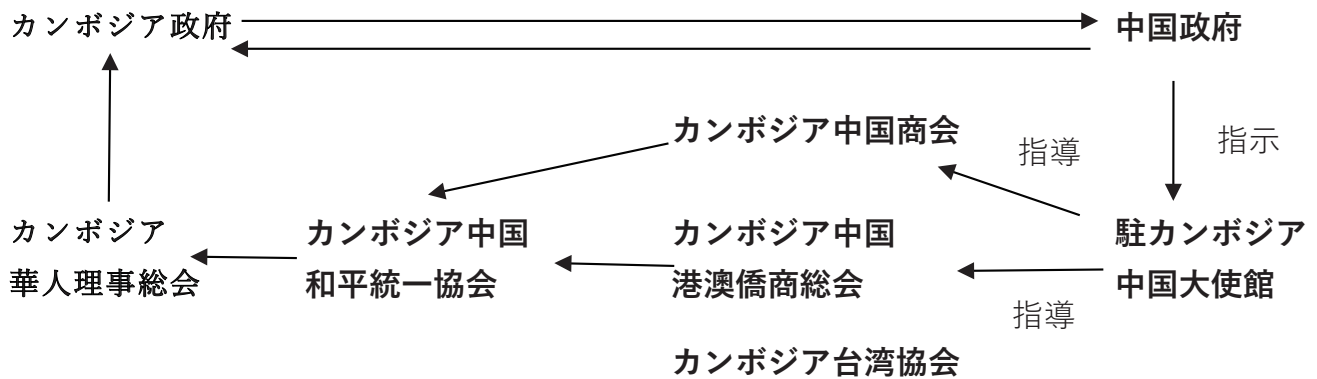 カンボジア政府
中国政府
カンボジア中国商会
指導
指示
カンボジア
華人理事総会
カンボジア中国
和平統一協会
カンボジア中国
港澳僑商総会
駐カンボジア
中国大使館
指導
カンボジア台湾協会